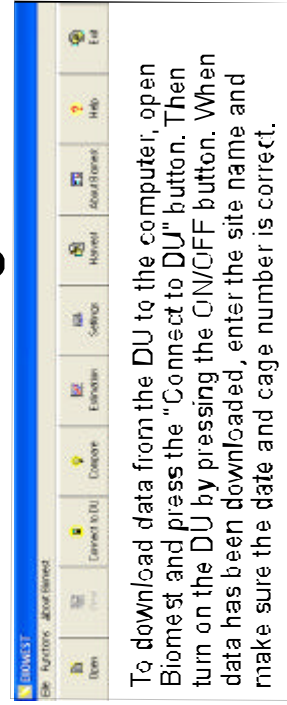 BIOMEST
File Functions About Biomest
Open Print Connect to DU Compare Estimation Settings Harvest About Biomest Help Exit
To download data from the DU to the computer, open
Biomest and press the "Connect to DU" button. Then
turn on the DU by pressing the ON/OFF button. When
data has been downloaded, enter the site name and
make sure the date and cage number is correct.